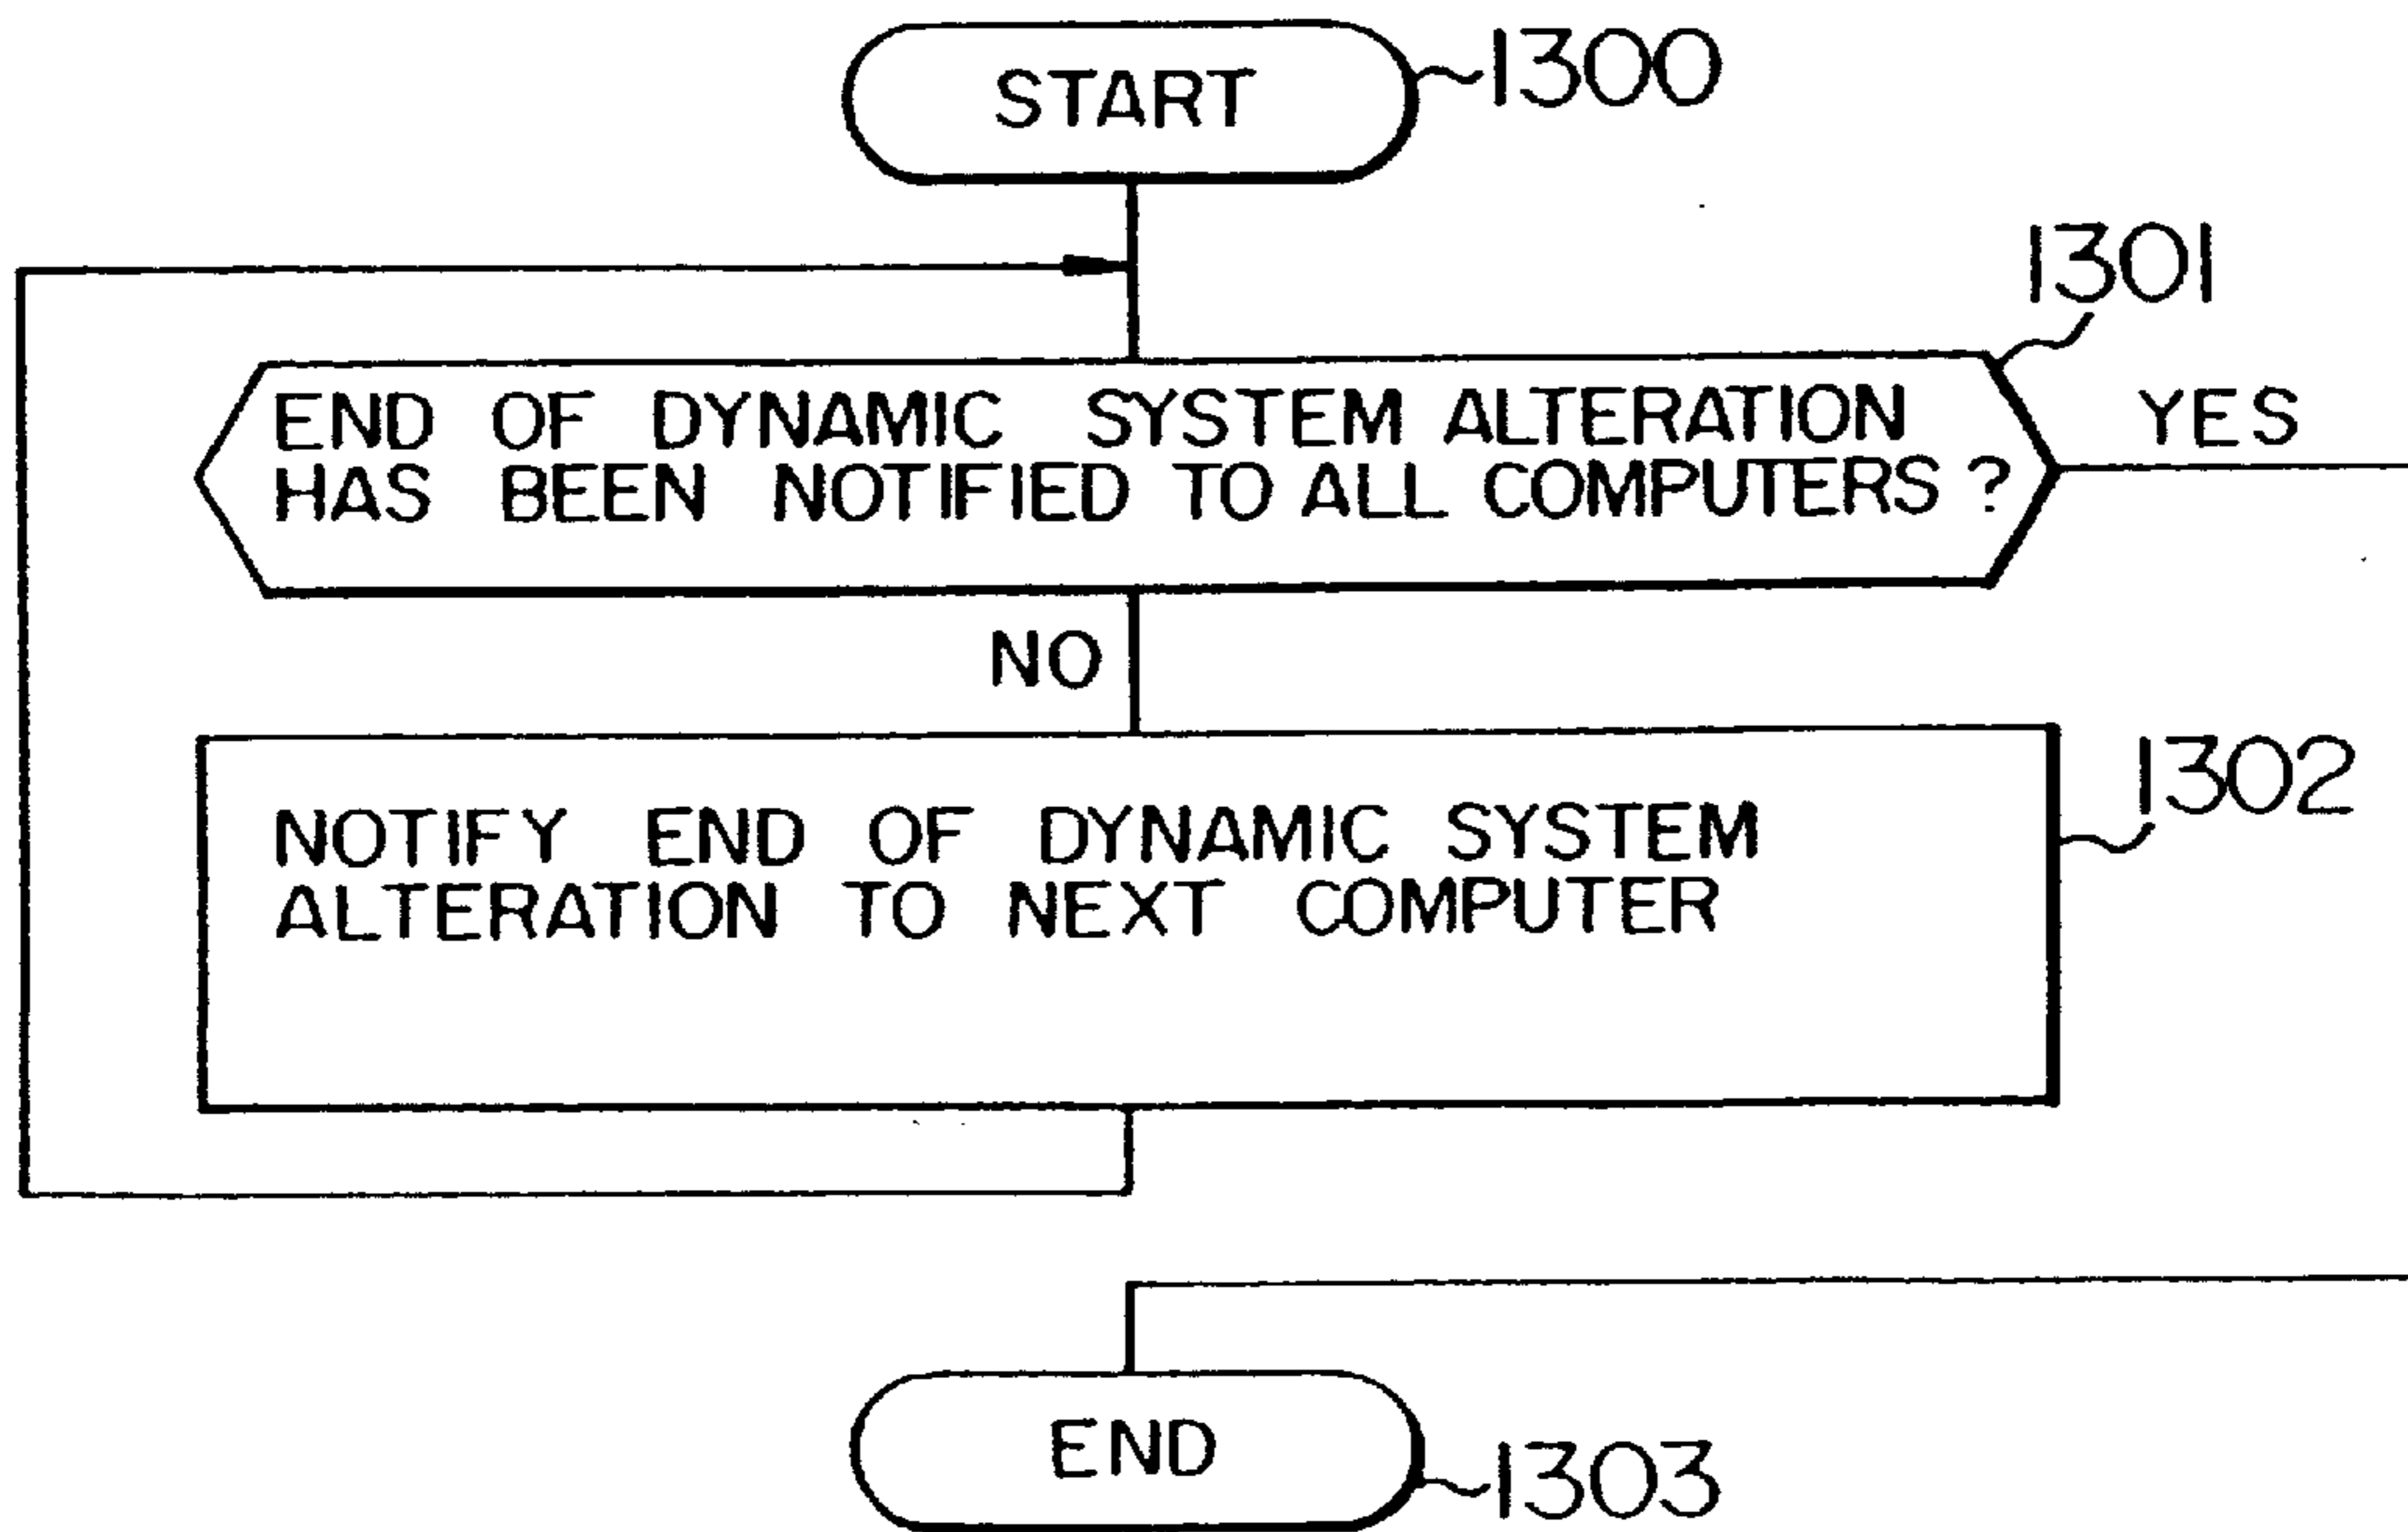 START
1300
1301
END OF DYNAMIC SYSTEM ALTERATION
HAS BEEN NOTIFIED TO ALL COMPUTERS ?
YES
NO
1302
NOTIFY END OF DYNAMIC SYSTEM
ALTERATION TO NEXT COMPUTER
END
1303